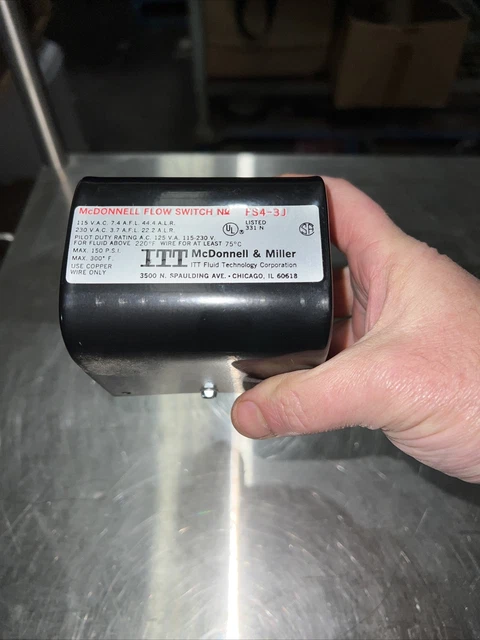 McDONNELL FLOW SWITCH No. FS4-3J
115 V.A.C. 7.4 A.F.L. 44.4 A.L.R.
230 V.A.C. 3.7 A.F.L. 22.2 A.L.R.
PILOT DUTY RATING A.C. 125 V.A. 115-230 V.
FOR FLUID ABOVE 220°F WIRE FOR AT LEAST 75°C
MAX. 150 P.S.I.
MAX. 300° F.
USE COPPER
WIRE ONLY
UL®
LISTED
331 N
SA
ITT McDonnell & Miller
ITT Fluid Technology Corporation
3500 N. SPAULDING AVE. • CHICAGO, IL 60618